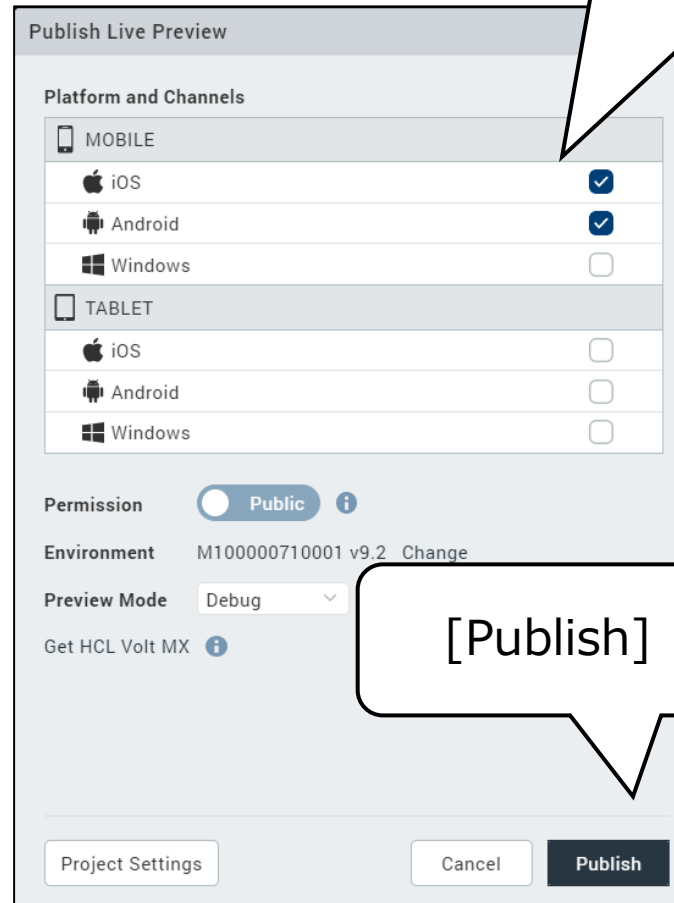 Publish Live Preview
Platform and Channels
MOBILE
iOS
Android
Windows
TABLET
iOS
Android
Windows
Permission Public
Environment M100000710001 v9.2 Change
Preview Mode Debug
Get HCL Volt MX
[Publish]
Project Settings Cancel Publish